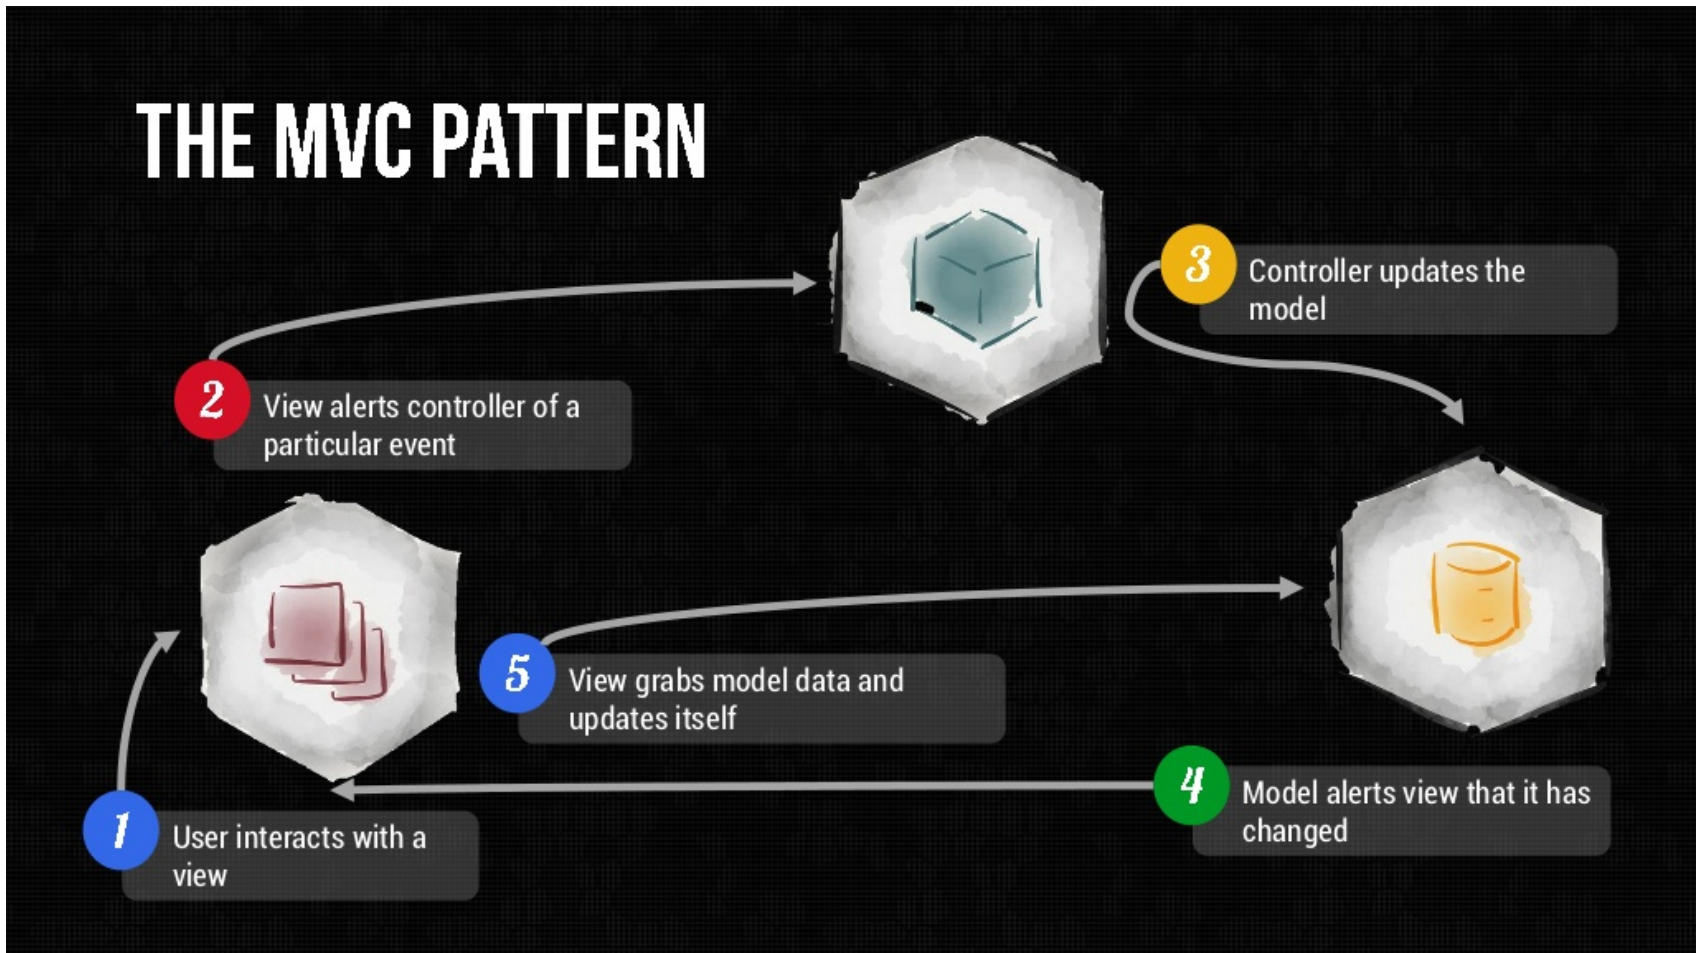 THE MVC PATTERN
3
Controller updates the
model
2
View alerts controller of a
particular event
5
View grabs model data and
updates itself
4
Model alerts view that it has
changed
1
User interacts with a
view